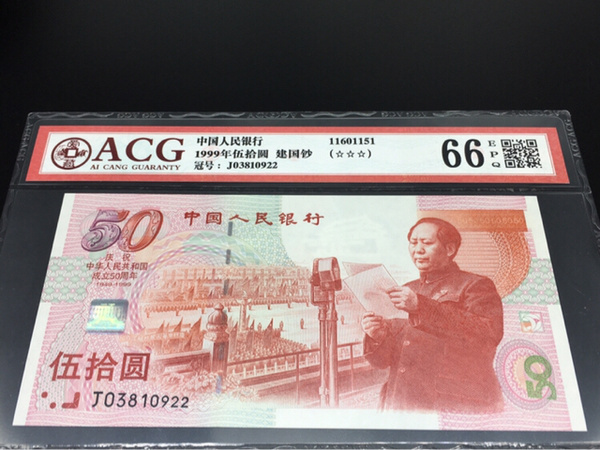 ACG
AI CANG GUARANTY
中国人民银行
1999年伍拾圆 建国钞
冠号: J03810922
11601151
(☆☆☆)
66 EPQ
50
中国人民银行
庆祝
中华人民共和国
成立50周年
1949-1999
伍拾圆
J03810922
50